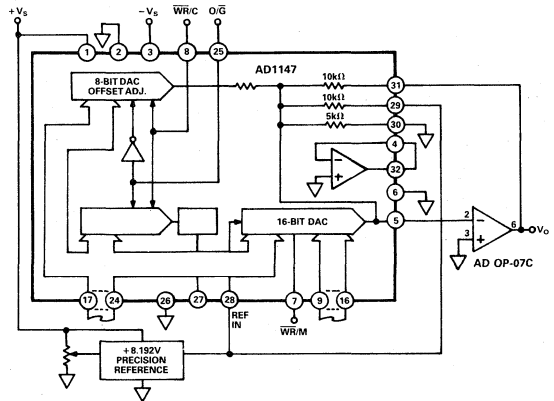 +VS
−VS
W̅R̅/C
O/G̅
1
2
3
8
25
AD1147
8-BIT DAC
OFFSET ADJ.
10kΩ
31
10kΩ
29
5kΩ
30
4
−
+
32
6
16-BIT DAC
5
2
−
3
+
6
VO
AD OP-07C
17
24
26
27
28
7
9
16
REF
IN
W̅R̅/M
+8.192V
PRECISION
REFERENCE